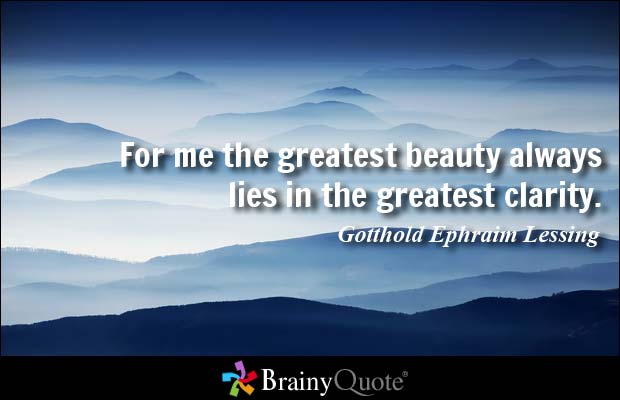 For me the greatest beauty always
lies in the greatest clarity.
Gotthold Ephraim Lessing
BrainyQuote®